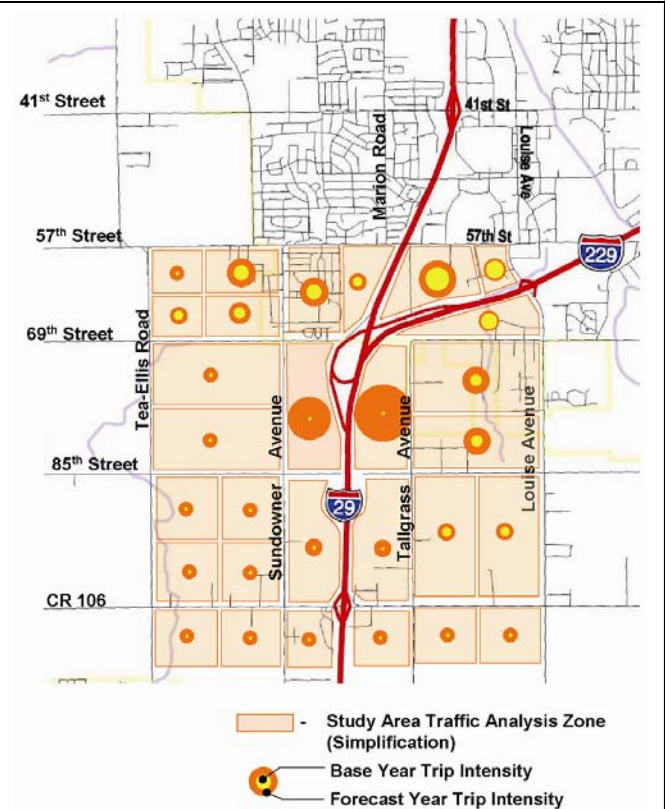 41st Street
41st St
Marion Road
Louise Ave
57th Street
57th St
229
69th Street
Tea-Ellis Road
Avenue
Avenue
Louise Avenue
85th Street
Sundowner
29
Tallgrass
CR 106
- Study Area Traffic Analysis Zone
(Simplification)
Base Year Trip Intensity
Forecast Year Trip Intensity